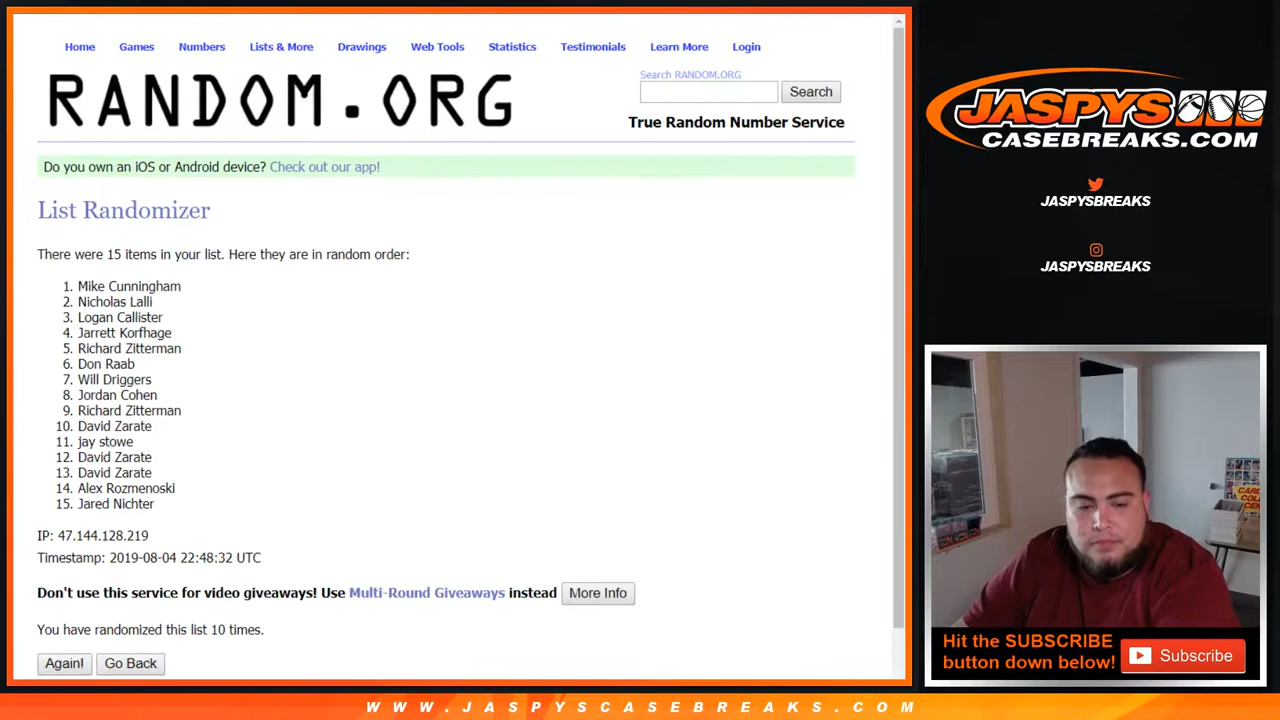 Home Games Numbers Lists & More Drawings Web Tools Statistics Testimonials Learn More Login
RANDOM.ORG
Search RANDOM.ORG
Search
True Random Number Service
Do you own an iOS or Android device? Check out our app!
List Randomizer
There were 15 items in your list. Here they are in random order:
1. Mike Cunningham
2. Nicholas Lalli
3. Logan Callister
4. Jarrett Korfhage
5. Richard Zitterman
6. Don Raab
7. Will Driggers
8. Jordan Cohen
9. Richard Zitterman
10. David Zarate
11. jay stowe
12. David Zarate
13. David Zarate
14. Alex Rozmenoski
15. Jared Nichter
IP: 47.144.128.219
Timestamp: 2019-08-04 22:48:32 UTC
Don't use this service for video giveaways! Use Multi-Round Giveaways instead More Info
You have randomized this list 10 times.
Again! Go Back
JASPYS
CASEBREAKS.COM
JASPYSBREAKS
JASPYSBREAKS
Hit the SUBSCRIBE
button down below!
Subscribe
WWW.JASPYSCASEBREAKS.COM